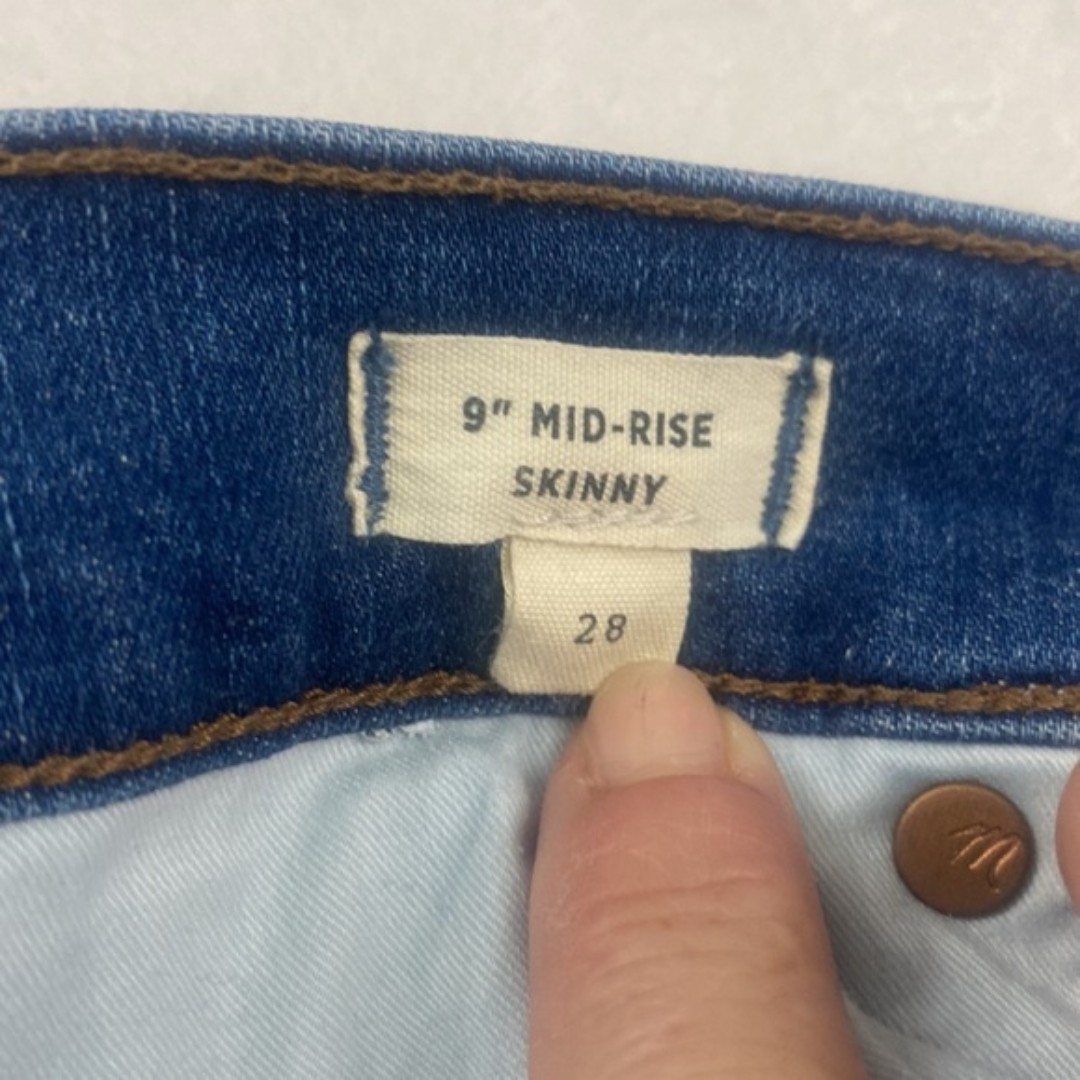 9" MID-RISE
SKINNY
28
M